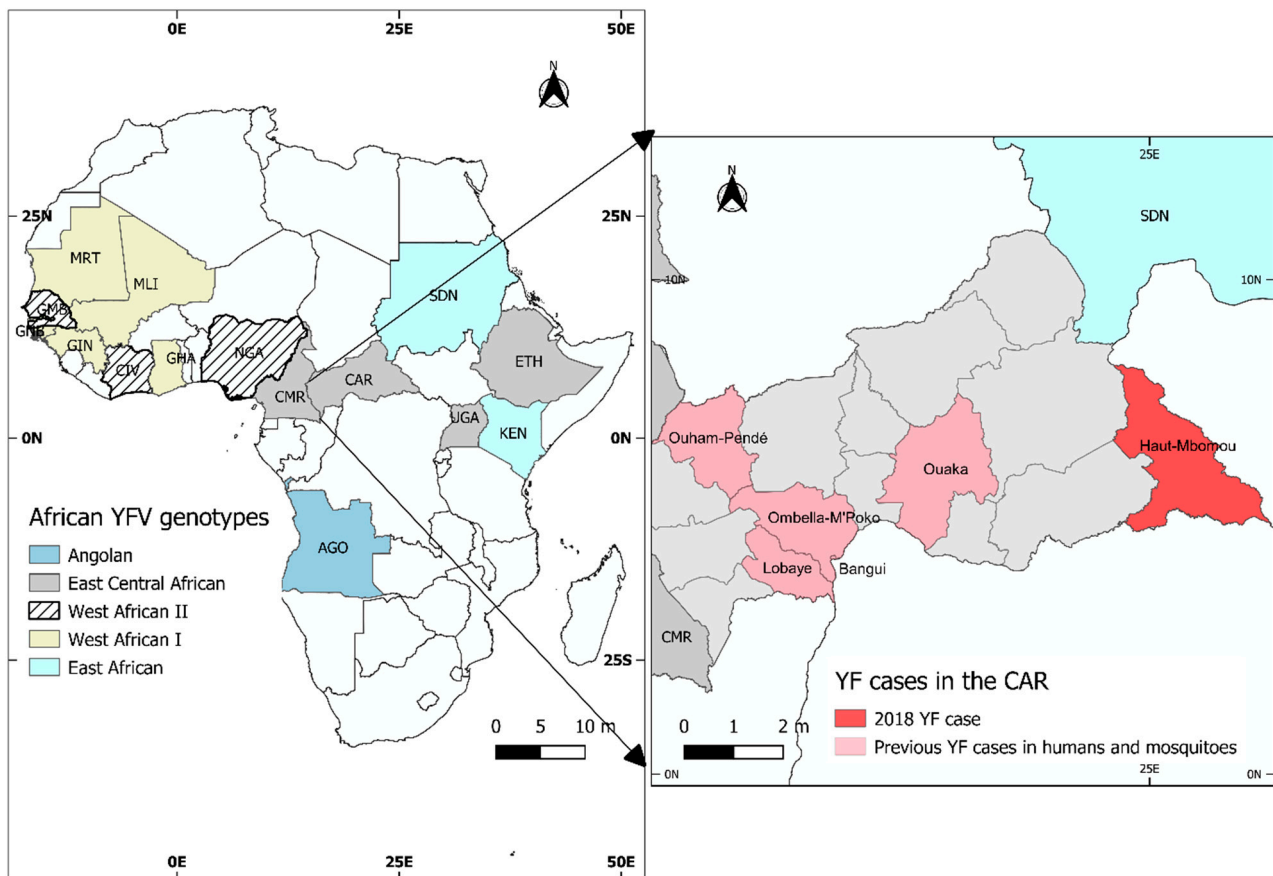 0E
25E
50E
N
25N
25N
MRT
MLI
SDN
GMB
GNB
GIN
CIV
GHA
NGA
ETH
CMR
CAR
UGA
KEN
0N
0N
AGO
25S
25S
African YFV genotypes
Angolan
East Central African
West African II
West African I
East African
0 5 10 m
0E
25E
50E
25E
N
SDN
10N
10N
Ouham-Pendé
Ouaka
Haut-Mbomou
Ombella-M'Poko
Lobaye
Bangui
CMR
YF cases in the CAR
2018 YF case
Previous YF cases in humans and mosquitoes
0 1 2 m
0N
25E
0N